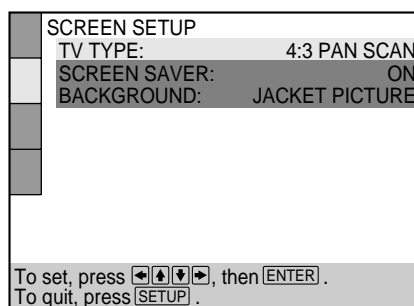 SCREEN SETUP
TV TYPE: 4:3 PAN SCAN
SCREEN SAVER: ON
BACKGROUND: JACKET PICTURE
To set, press , then ENTER .
To quit, press SETUP .